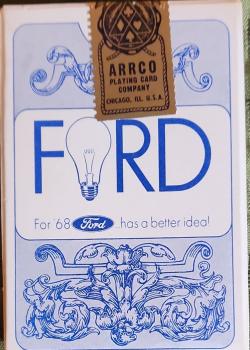 ARRCO
PLAYING CARD
COMPANY
CHICAGO, ILL. U.S.A.
FORD
For '68 Ford has a better idea!